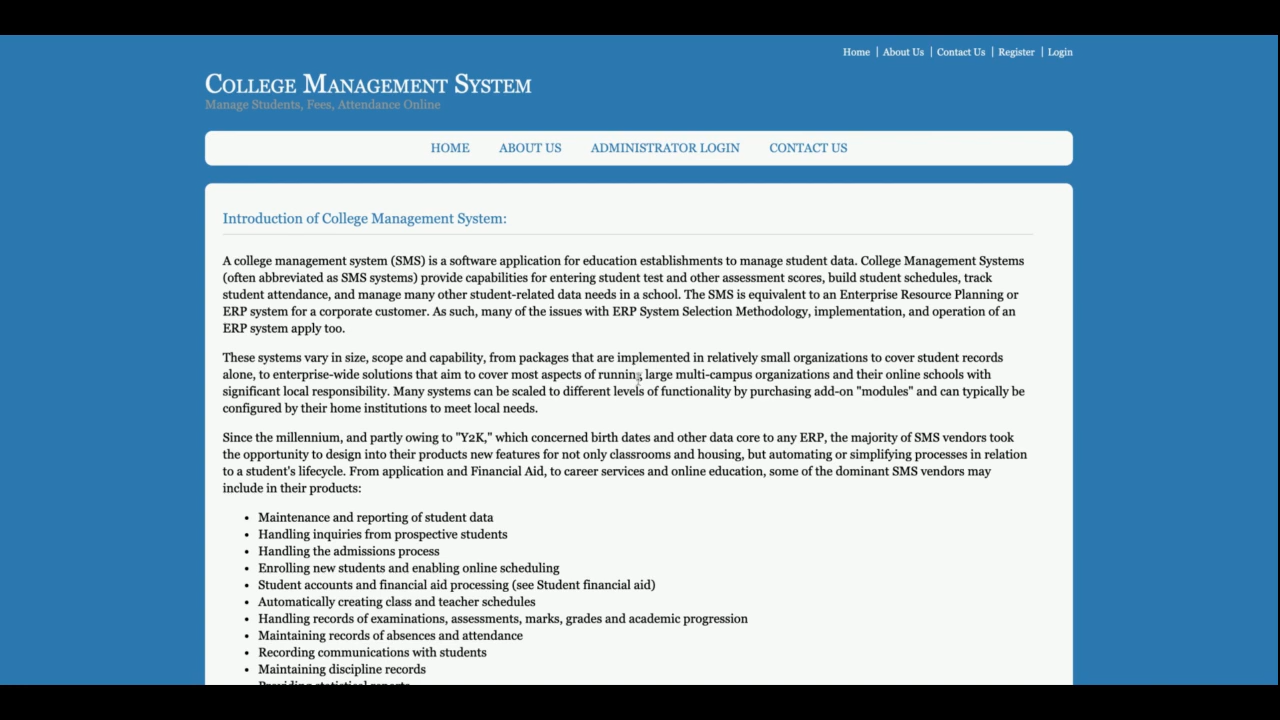 Home | About Us | Contact Us | Register | Login
College Management System
Manage Students, Fees, Attendance Online
HOME ABOUT US ADMINISTRATOR LOGIN CONTACT US
Introduction of College Management System:
A college management system (SMS) is a software application for education establishments to manage student data. College Management Systems
(often abbreviated as SMS systems) provide capabilities for entering student test and other assessment scores, build student schedules, track
student attendance, and manage many other student-related data needs in a school. The SMS is equivalent to an Enterprise Resource Planning or
ERP system for a corporate customer. As such, many of the issues with ERP System Selection Methodology, implementation, and operation of an
ERP system apply too.
These systems vary in size, scope and capability, from packages that are implemented in relatively small organizations to cover student records
alone, to enterprise-wide solutions that aim to cover most aspects of running large multi-campus organizations and their online schools with
significant local responsibility. Many systems can be scaled to different levels of functionality by purchasing add-on "modules" and can typically be
configured by their home institutions to meet local needs.
Since the millennium, and partly owing to "Y2K," which concerned birth dates and other data core to any ERP, the majority of SMS vendors took
the opportunity to design into their products new features for not only classrooms and housing, but automating or simplifying processes in relation
to a student's lifecycle. From application and Financial Aid, to career services and online education, some of the dominant SMS vendors may
include in their products:
• Maintenance and reporting of student data
• Handling inquiries from prospective students
• Handling the admissions process
• Enrolling new students and enabling online scheduling
• Student accounts and financial aid processing (see Student financial aid)
• Automatically creating class and teacher schedules
• Handling records of examinations, assessments, marks, grades and academic progression
• Maintaining records of absences and attendance
• Recording communications with students
• Maintaining discipline records
• Providing statistical reports